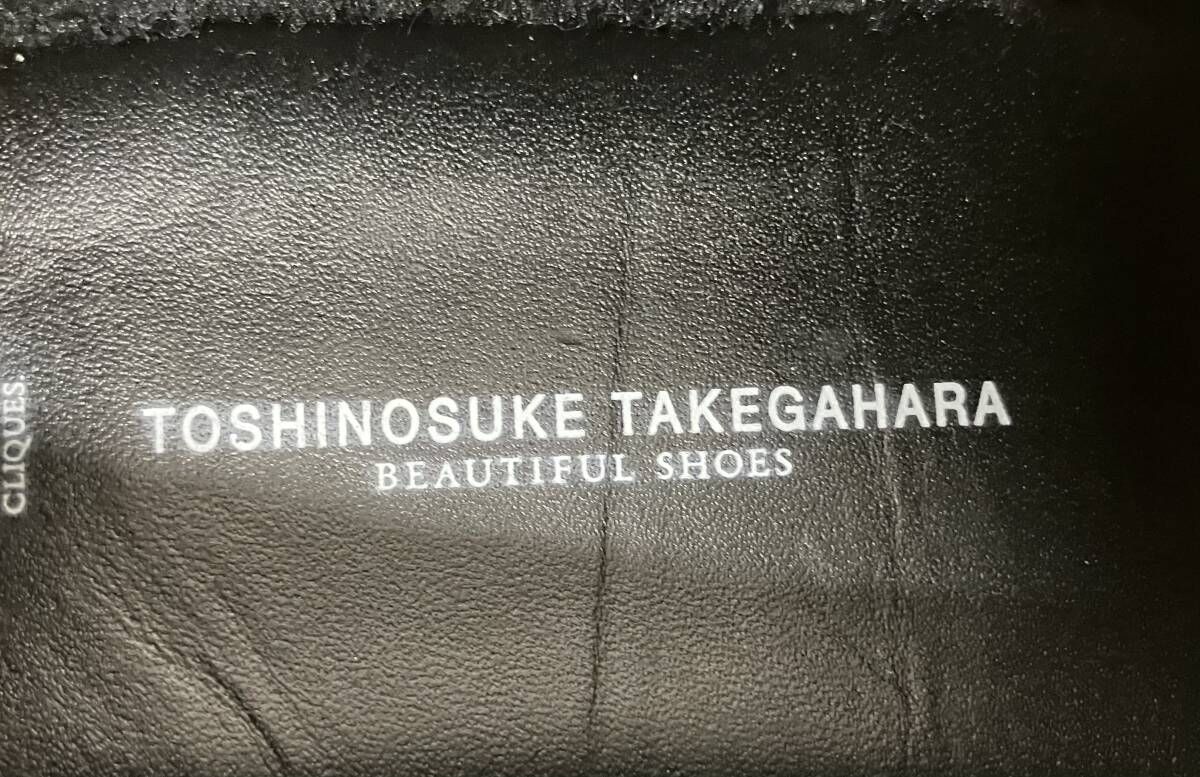 TOSHINOSUKE TAKEGAHARA
BEAUTIFUL SHOES
CLIQUES.